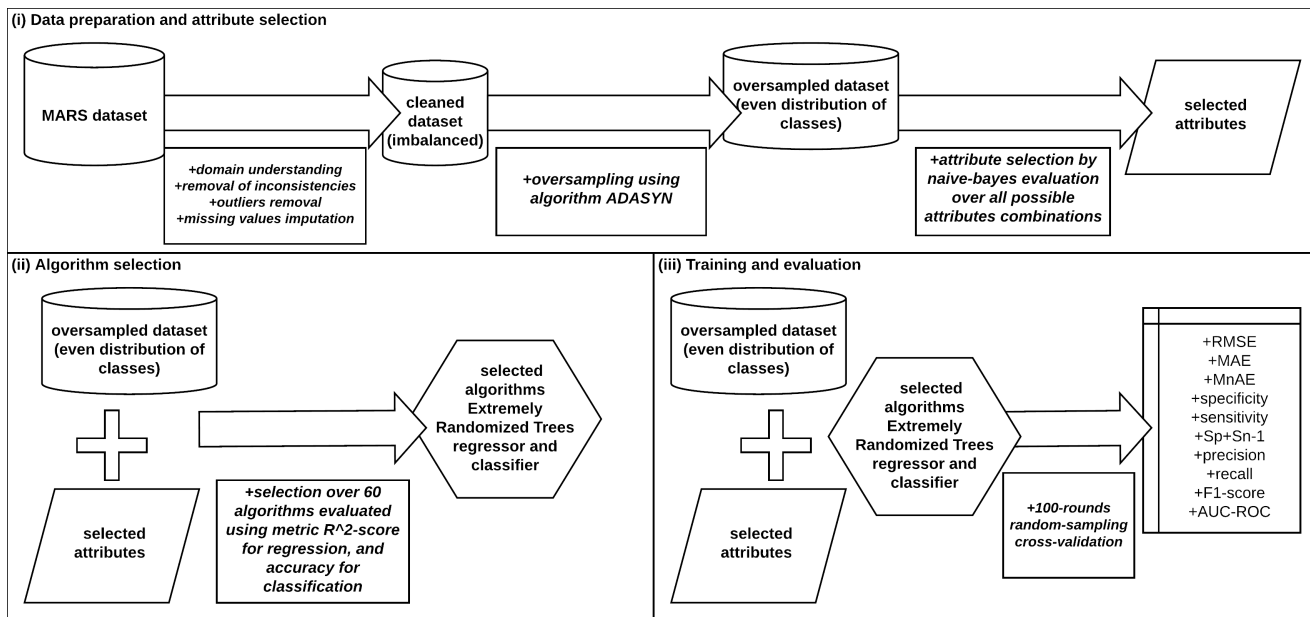 (i) Data preparation and attribute selection
MARS dataset
cleaned
dataset
(imbalanced)
oversampled dataset
(even distribution of
classes)
selected
attributes
+domain understanding
+removal of inconsistencies
+outliers removal
+missing values imputation
+oversampling using
algorithm ADASYN
+attribute selection by
naive-bayes evaluation
over all possible
attributes combinations
(ii) Algorithm selection
oversampled dataset
(even distribution of
classes)
selected
attributes
selected
algorithms
Extremely
Randomized Trees
regressor and
classifier
+selection over 60
algorithms evaluated
using metric R^2-score
for regression, and
accuracy for
classification
(iii) Training and evaluation
oversampled dataset
(even distribution of
classes)
selected
attributes
selected
algorithms
Extremely
Randomized Trees
regressor and
classifier
+100-rounds
random-sampling
cross-validation
+RMSE
+MAE
+MnAE
+specificity
+sensitivity
+Sp+Sn-1
+precision
+recall
+F1-score
+AUC-ROC